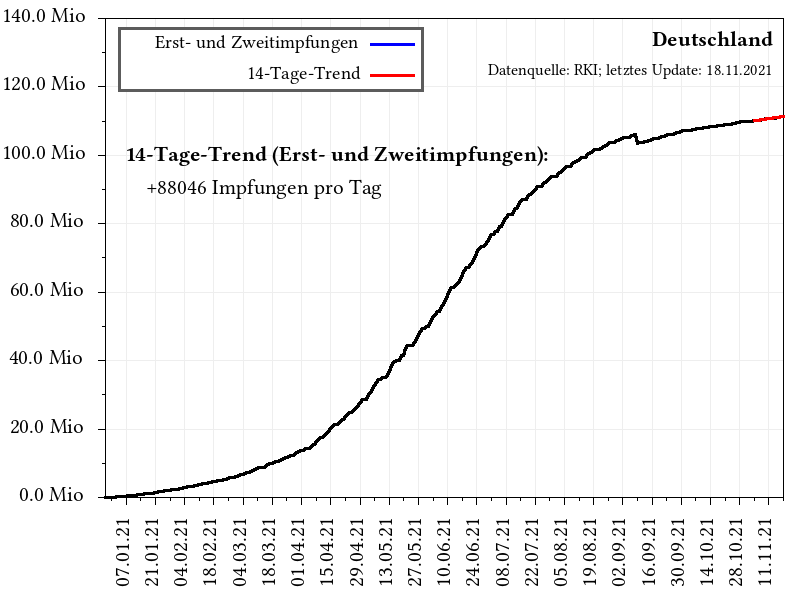 140.0 Mio
120.0 Mio
100.0 Mio
80.0 Mio
60.0 Mio
40.0 Mio
20.0 Mio
0.0 Mio
Erst- und Zweitimpfungen
14-Tage-Trend
Deutschland
Datenquelle: RKI; letztes Update: 18.11.2021
14-Tage-Trend (Erst- und Zweitimpfungen):
+88046 Impfungen pro Tag
07.01.21
21.01.21
04.02.21
18.02.21
04.03.21
18.03.21
01.04.21
15.04.21
29.04.21
13.05.21
27.05.21
10.06.21
24.06.21
08.07.21
22.07.21
05.08.21
19.08.21
02.09.21
16.09.21
30.09.21
14.10.21
28.10.21
11.11.21